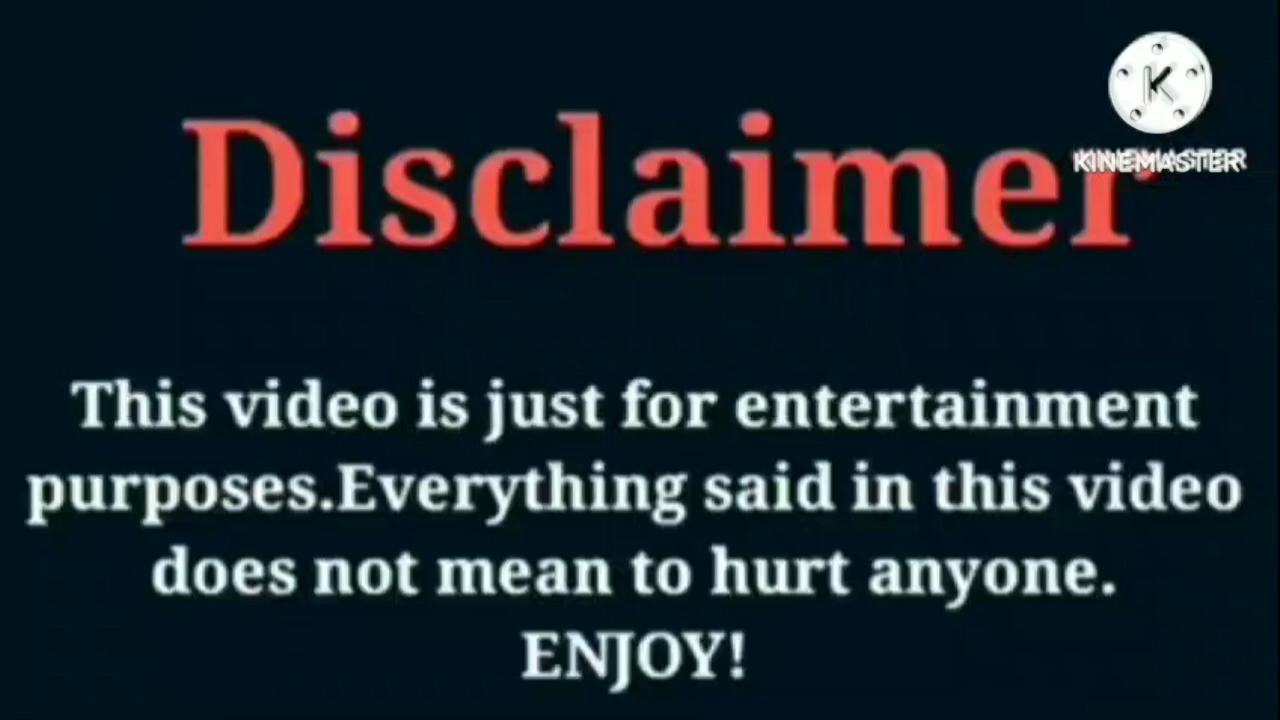 K
KINEMASTER
Disclaimer
This video is just for entertainment
purposes.Everything said in this video
does not mean to hurt anyone.
ENJOY!